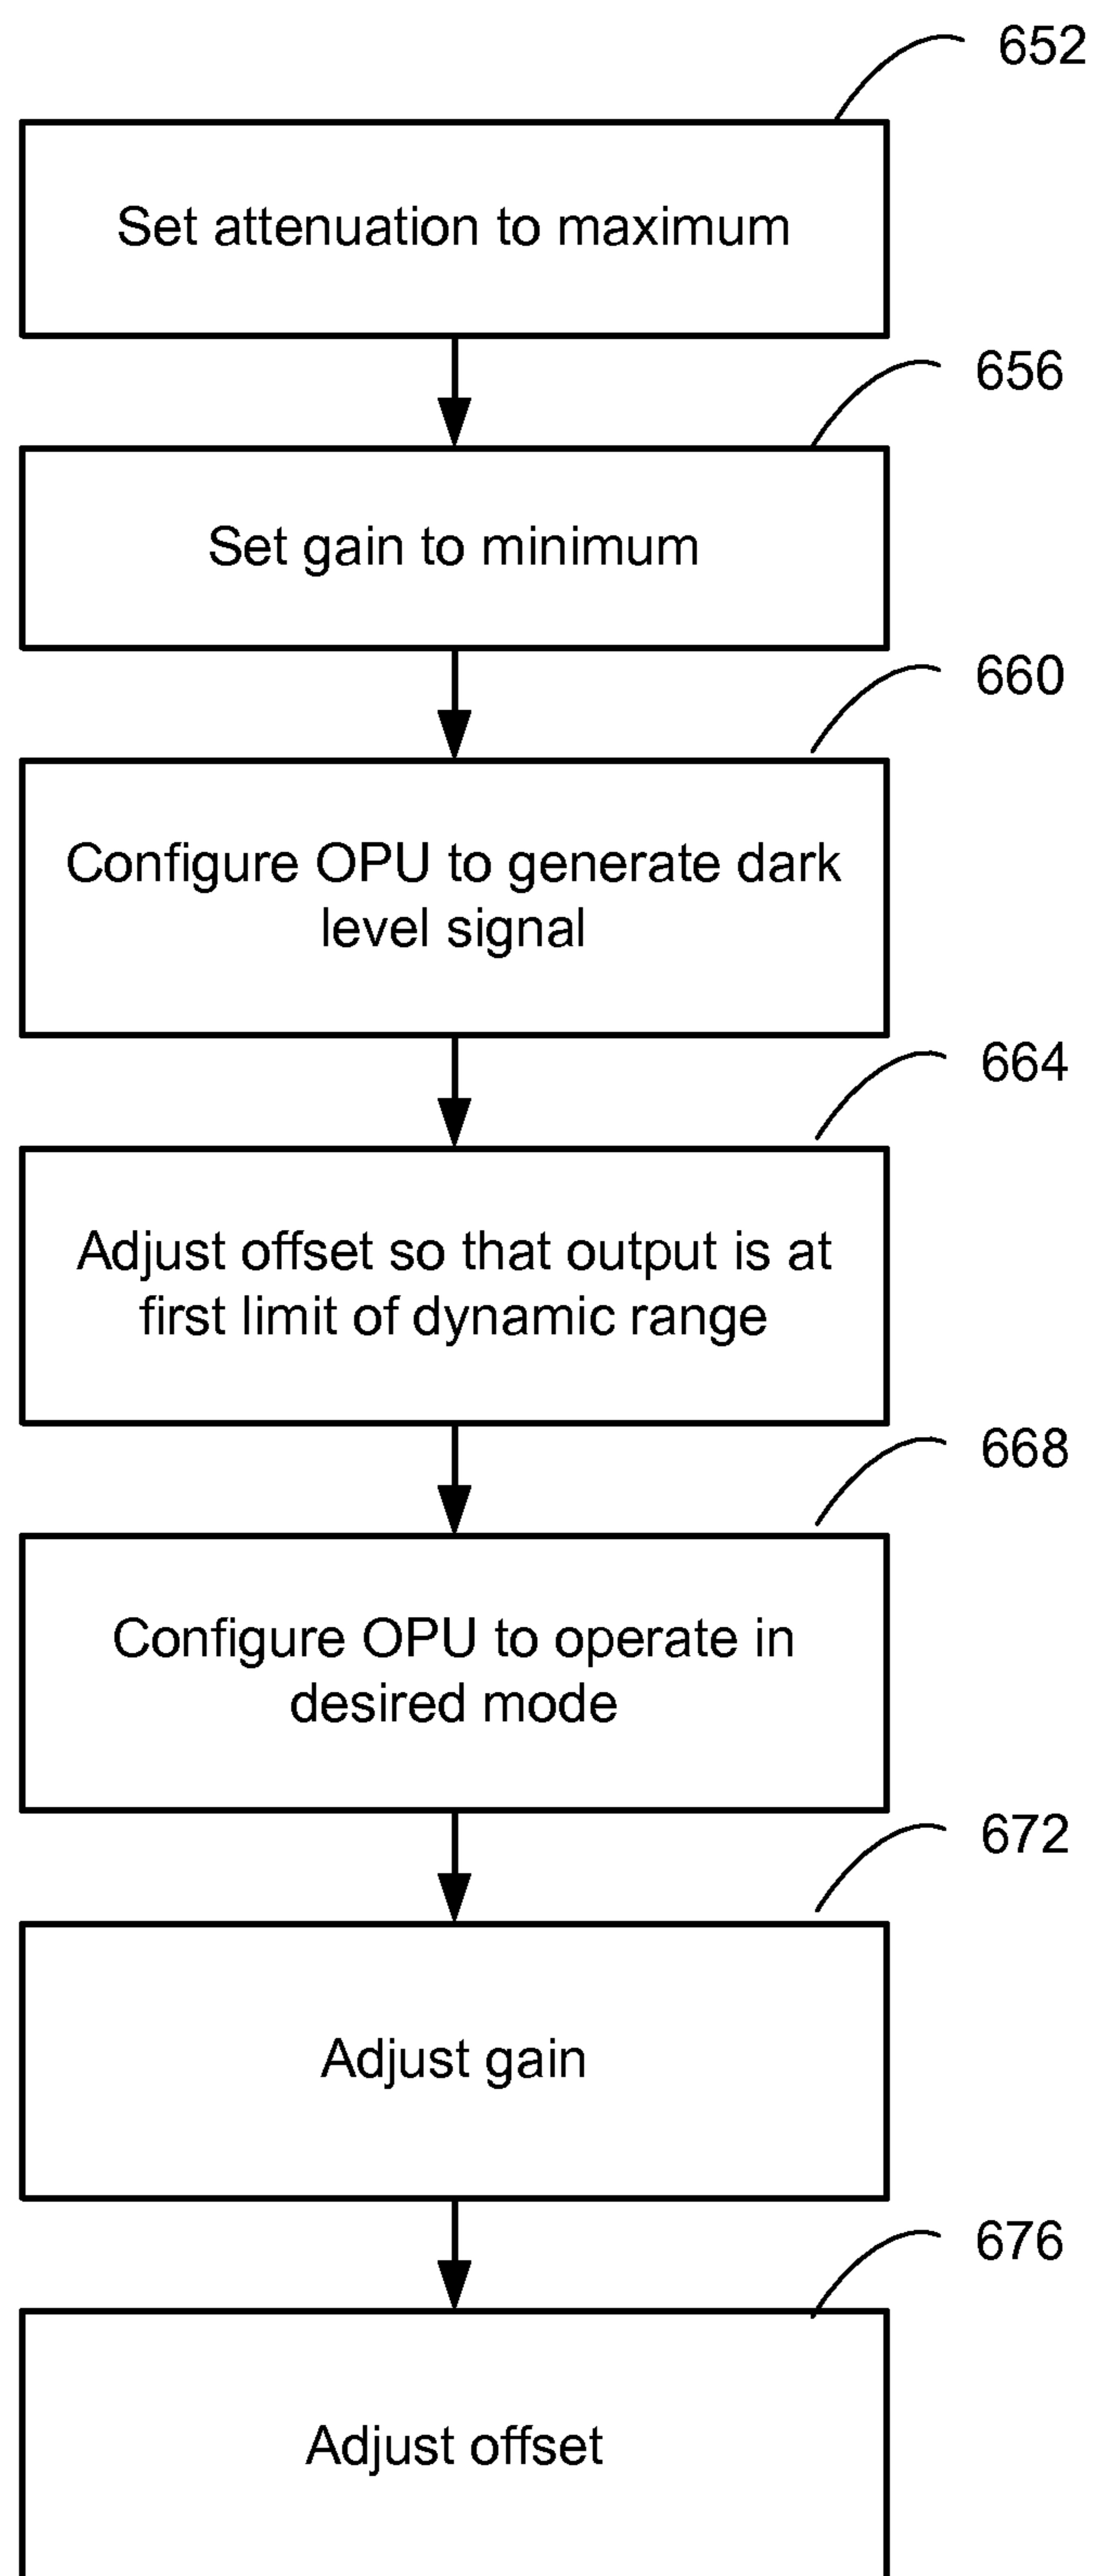 652
Set attenuation to maximum
656
Set gain to minimum
660
Configure OPU to generate dark
level signal
664
Adjust offset so that output is at
first limit of dynamic range
668
Configure OPU to operate in
desired mode
672
Adjust gain
676
Adjust offset